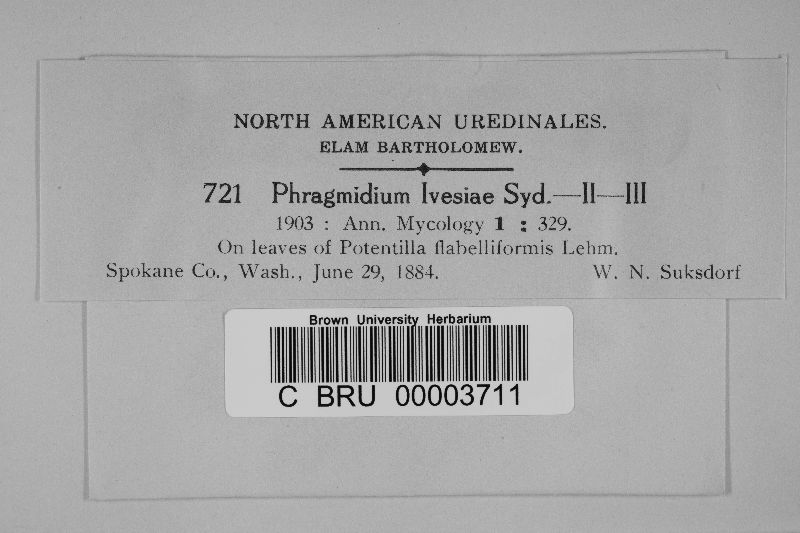 NORTH AMERICAN UREDINALES.
ELAM BARTHOLOMEW.
721 Phragmidium Ivesiae Syd.—II—III
1903 : Ann. Mycology 1 : 329.
On leaves of Potentilla flabelliformis Lehm.
Spokane Co., Wash., June 29, 1884. W. N. Suksdorf
Brown University Herbarium
C BRU 00003711